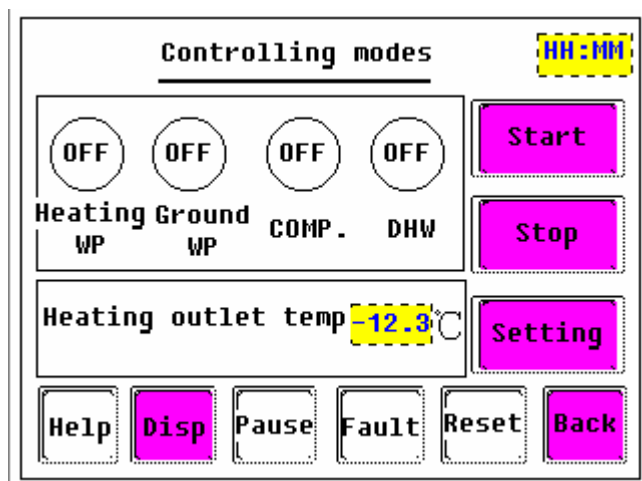 Controlling modes HH:MM
OFF OFF OFF OFF
Heating WP Ground WP COMP. DHW
Start
Stop
Heating outlet temp -12.3℃
Setting
Help Disp Pause Fault Reset Back